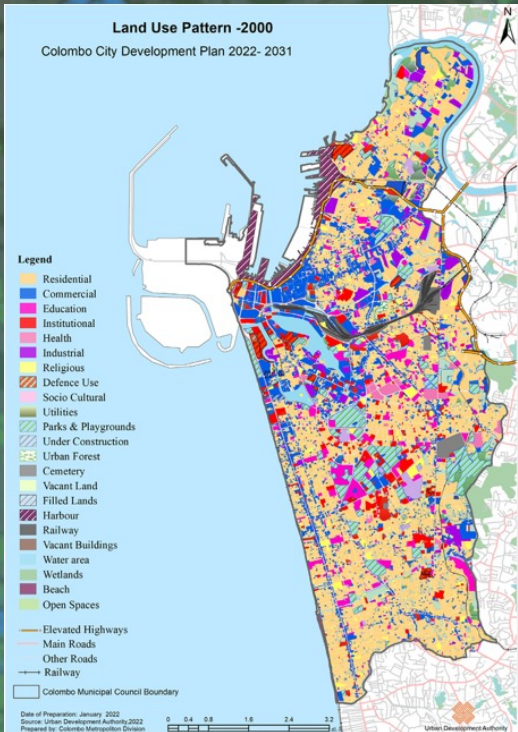 Land Use Pattern -2000
Colombo City Development Plan 2022- 2031
N
Legend
Residential
Commercial
Education
Institutional
Health
Industrial
Religious
Defence Use
Socio Cultural
Utilities
Parks & Playgrounds
Under Construction
Urban Forest
Cemetery
Vacant Land
Filled Lands
Harbour
Railway
Vacant Buildings
Water area
Wetlands
Beach
Open Spaces
Elevated Highways
Main Roads
Other Roads
Railway
Colombo Municipal Council Boundary
Date of Preparation: January 2022
Source: Urban Development Authority,2022
Prepared by: Colombo Metropoliton Division
0 0.4 0.8 1.6 2.4 3.2
Urban Development Authority